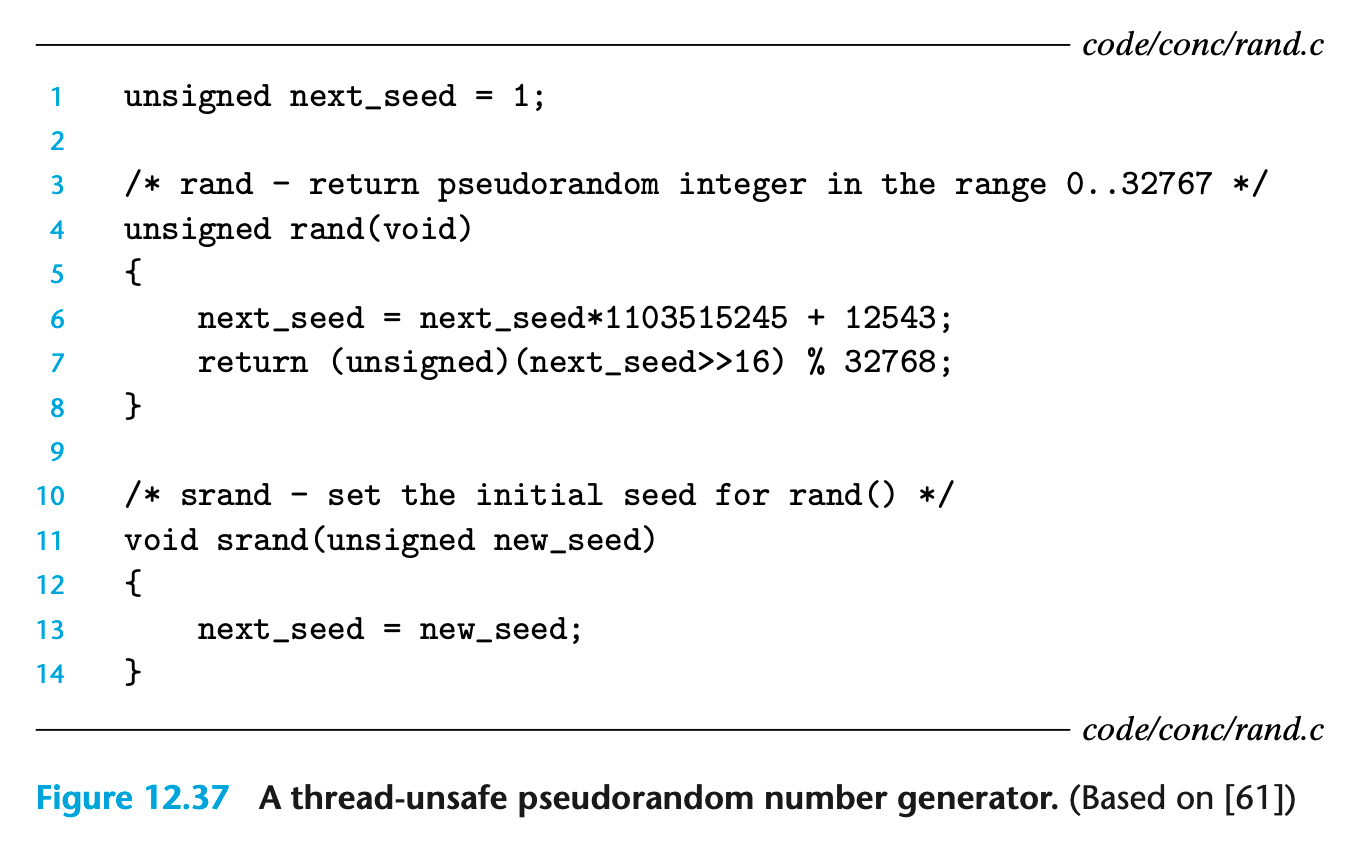 code/conc/rand.c
1 unsigned next_seed = 1;
2
3 /* rand - return pseudorandom integer in the range 0..32767 */
4 unsigned rand(void)
5 {
6 next_seed = next_seed*1103515245 + 12543;
7 return (unsigned)(next_seed>>16) % 32768;
8 }
9
10 /* srand - set the initial seed for rand() */
11 void srand(unsigned new_seed)
12 {
13 next_seed = new_seed;
14 }
code/conc/rand.c
Figure 12.37 A thread-unsafe pseudorandom number generator. (Based on [61])